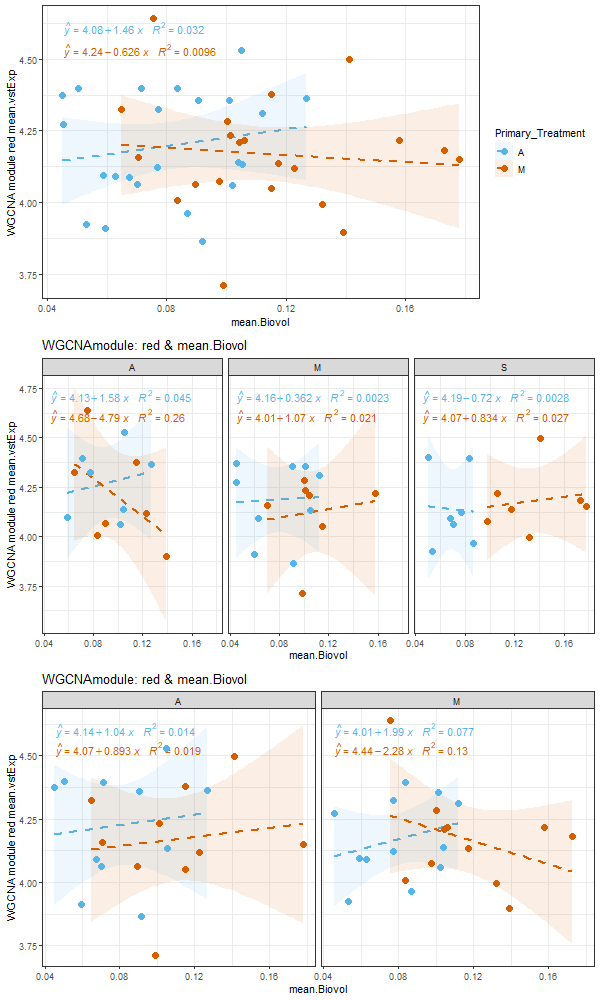 ŷ = 4.08 + 1.46 x R² = 0.032
ŷ = 4.24 − 0.626 x R² = 0.0096
4.50
4.25
4.00
3.75
WGCNA module red mean.vstExp
0.04 0.08 0.12 0.16
mean.Biovol
Primary_Treatment
A
M
WGCNAmodule: red & mean.Biovol
A M S
ŷ = 4.13 + 1.58 x R² = 0.045
ŷ = 4.68 − 4.79 x R² = 0.26
ŷ = 4.16 + 0.362 x R² = 0.0023
ŷ = 4.01 + 1.07 x R² = 0.021
ŷ = 4.19 − 0.72 x R² = 0.0028
ŷ = 4.07 + 0.834 x R² = 0.027
4.75
4.50
4.25
4.00
3.75
WGCNA module red mean.vstExp
0.04 0.08 0.12 0.16 0.04 0.08 0.12 0.16 0.04 0.08 0.12 0.16
mean.Biovol
WGCNAmodule: red & mean.Biovol
A M
ŷ = 4.14 + 1.04 x R² = 0.014
ŷ = 4.07 + 0.893 x R² = 0.019
ŷ = 4.01 + 1.99 x R² = 0.077
ŷ = 4.44 − 2.28 x R² = 0.13
4.50
4.25
4.00
3.75
WGCNA module red mean.vstExp
0.04 0.08 0.12 0.16 0.04 0.08 0.12 0.16
mean.Biovol